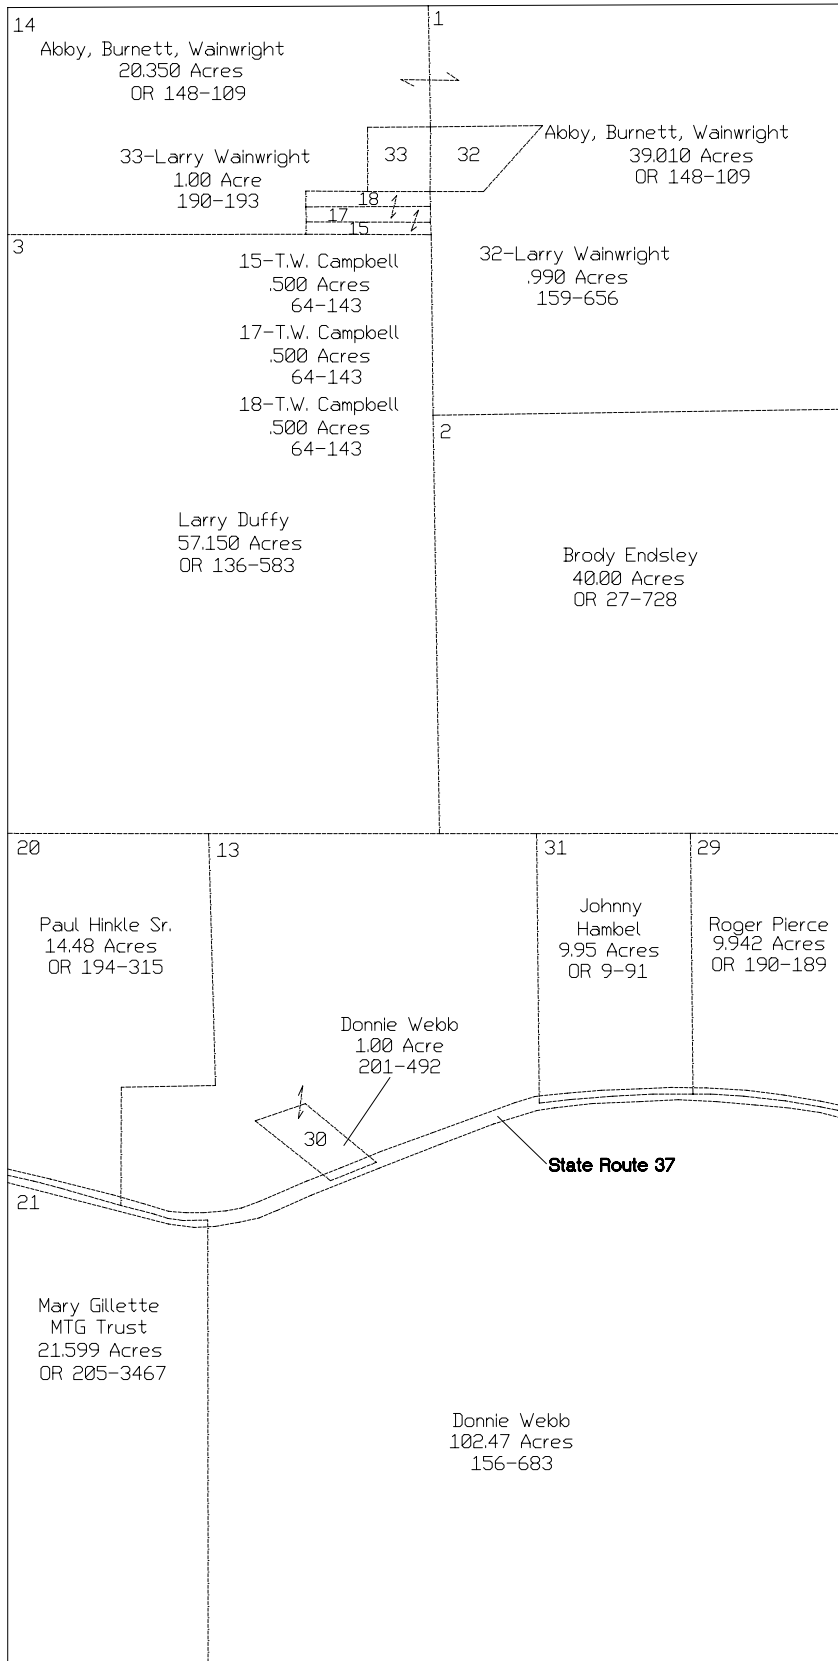 14
1
Abby, Burnett, Wainwright
20.350 Acres
OR 148-109
33-Larry Wainwright
1.00 Acre
190-193
33
32
Abby, Burnett, Wainwright
39.010 Acres
OR 148-109
18
17
15
3
15-T.W. Campbell
.500 Acres
64-143
17-T.W. Campbell
.500 Acres
64-143
18-T.W. Campbell
.500 Acres
64-143
32-Larry Wainwright
.990 Acres
159-656
2
Larry Duffy
57.150 Acres
OR 136-583
Brody Endsley
40.00 Acres
OR 27-728
20
13
31
29
Paul Hinkle Sr.
14.48 Acres
OR 194-315
Johnny
Hambel
9.95 Acres
OR 9-91
Roger Pierce
9.942 Acres
OR 190-189
Donnie Webb
1.00 Acre
201-492
30
State Route 37
21
Mary Gillette
MTG Trust
21.599 Acres
OR 205-3467
Donnie Webb
102.47 Acres
156-683